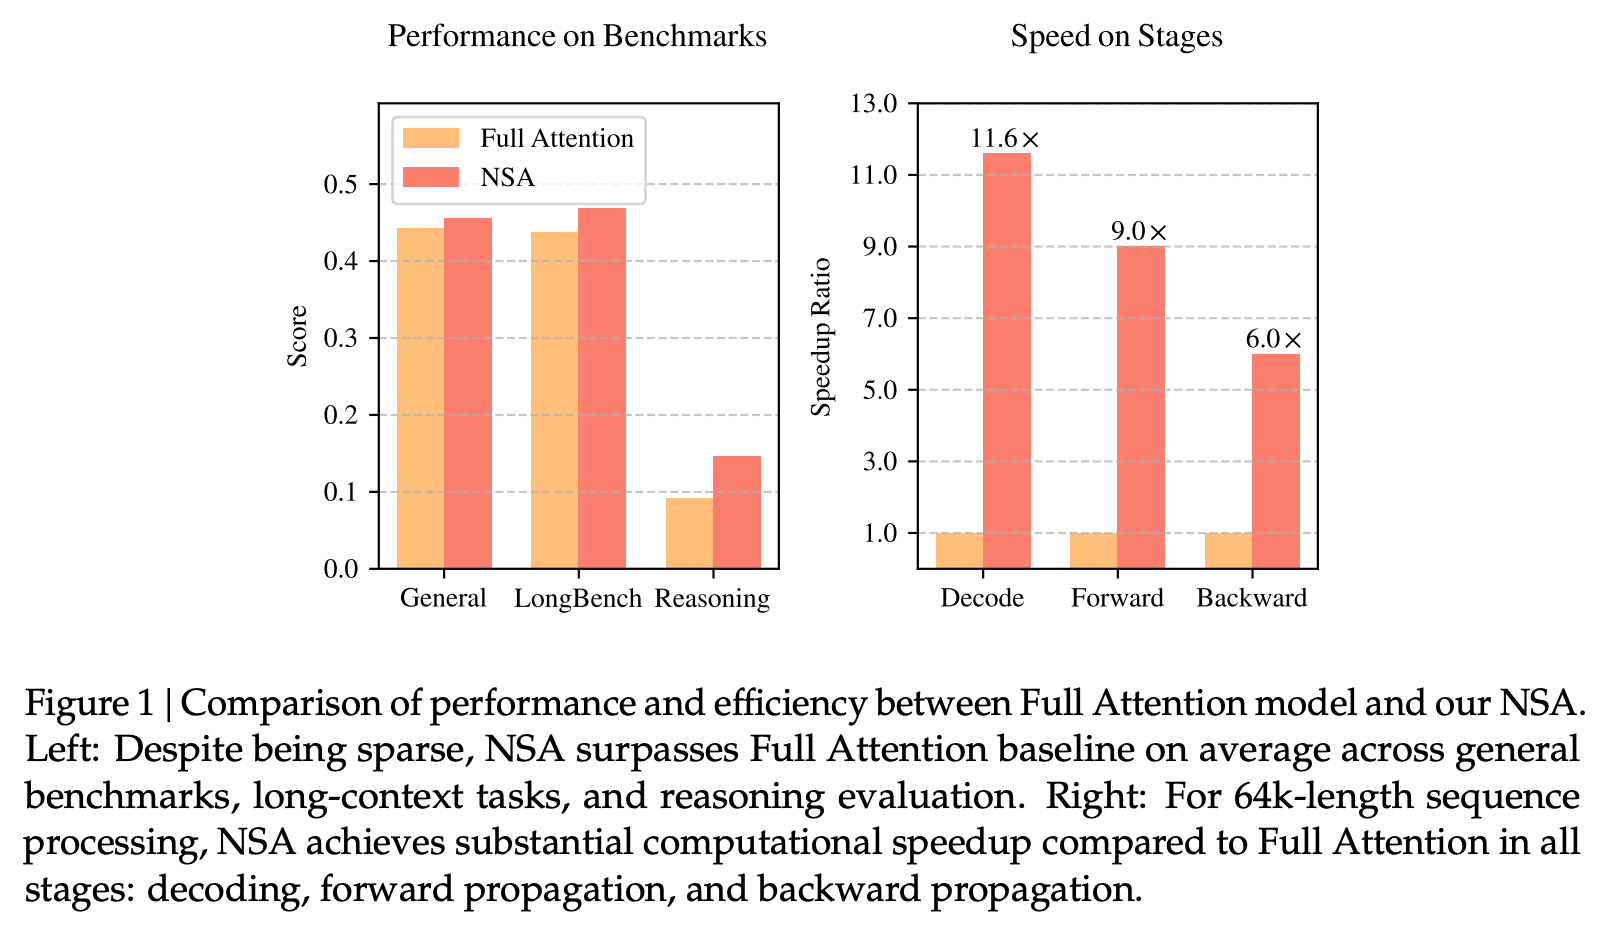 Performance on Benchmarks
Full Attention
NSA
0.5
0.4
0.3
0.2
0.1
0.0
Score
General LongBench Reasoning
Speed on Stages
13.0
11.0
9.0
7.0
5.0
3.0
1.0
Speedup Ratio
11.6×
9.0×
6.0×
Decode Forward Backward
Figure 1 | Comparison of performance and efficiency between Full Attention model and our NSA.
Left: Despite being sparse, NSA surpasses Full Attention baseline on average across general
benchmarks, long-context tasks, and reasoning evaluation. Right: For 64k-length sequence
processing, NSA achieves substantial computational speedup compared to Full Attention in all
stages: decoding, forward propagation, and backward propagation.